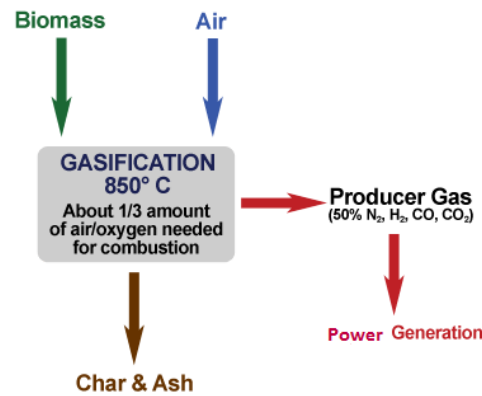 Biomass
Air
GASIFICATION
850° C
About 1/3 amount
of air/oxygen needed
for combustion
Producer Gas
(50% N₂, H₂, CO, CO₂)
Power Generation
Char & Ash